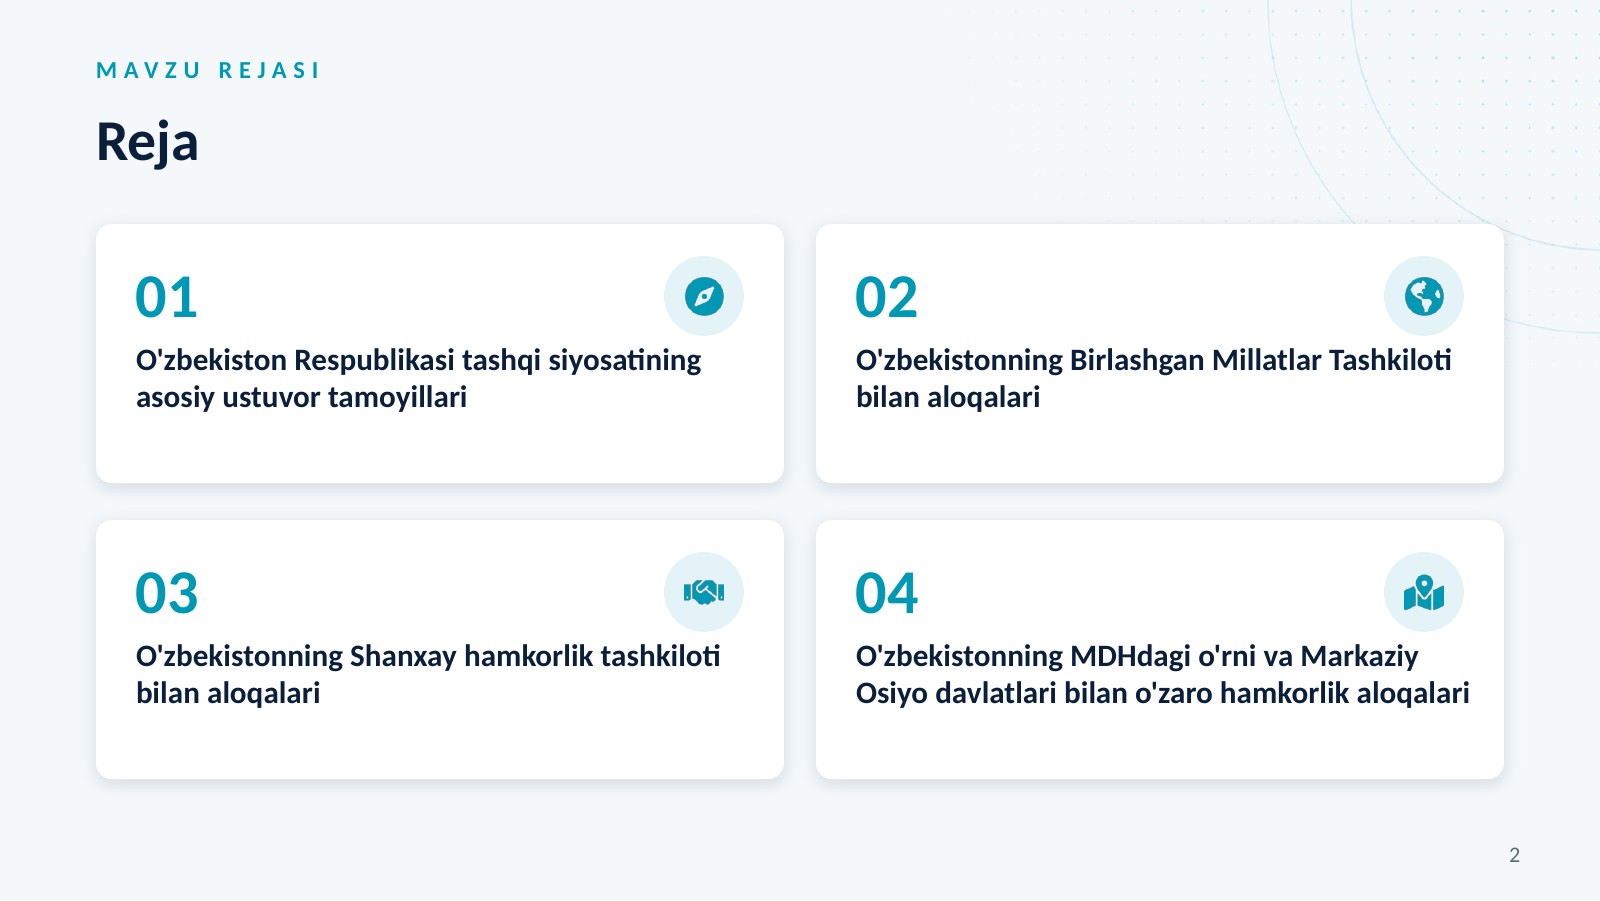 MAVZU REJASI
Reja
01
O'zbekiston Respublikasi tashqi siyosatining
asosiy ustuvor tamoyillari
02
O'zbekistonning Birlashgan Millatlar Tashkiloti
bilan aloqalari
03
O'zbekistonning Shanxay hamkorlik tashkiloti
bilan aloqalari
04
O'zbekistonning MDHdagi o'rni va Markaziy
Osiyo davlatlari bilan o'zaro hamkorlik aloqalari
2